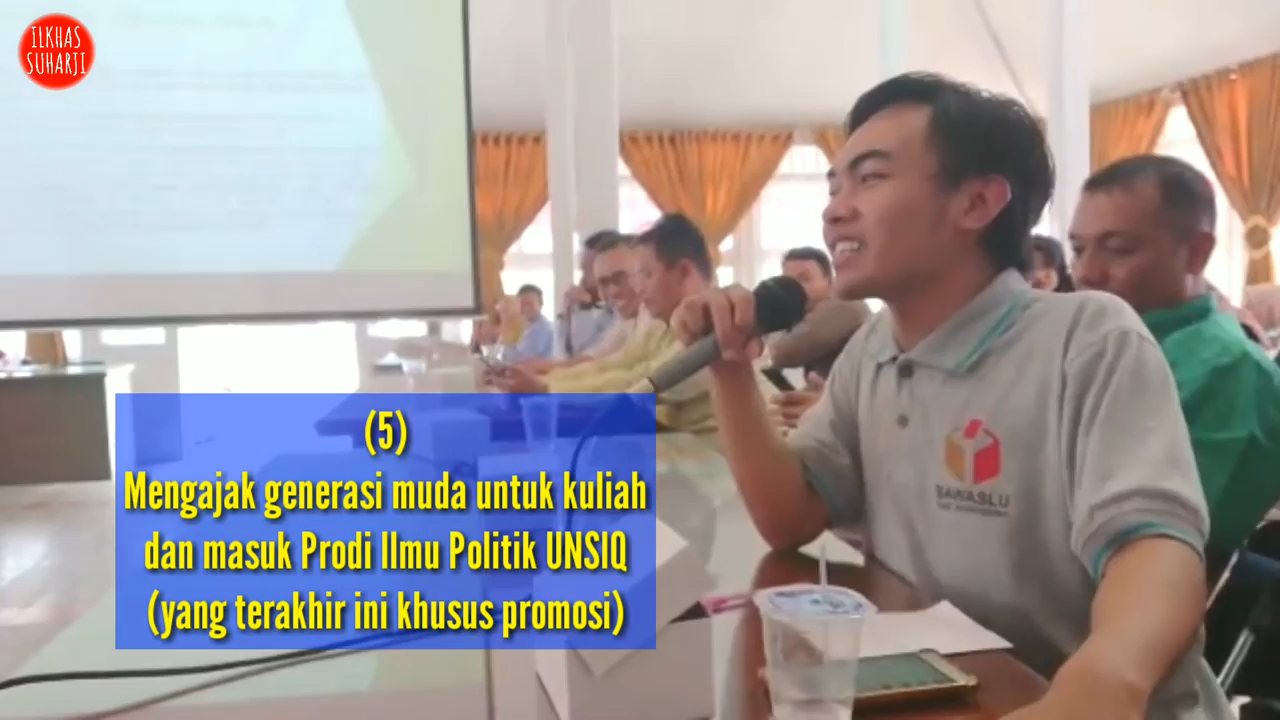 ILKHAS
SUHARJI
(5)
Mengajak generasi muda untuk kuliah
dan masuk Prodi Ilmu Politik UNSIQ
(yang terakhir ini khusus promosi)
BAWASLU